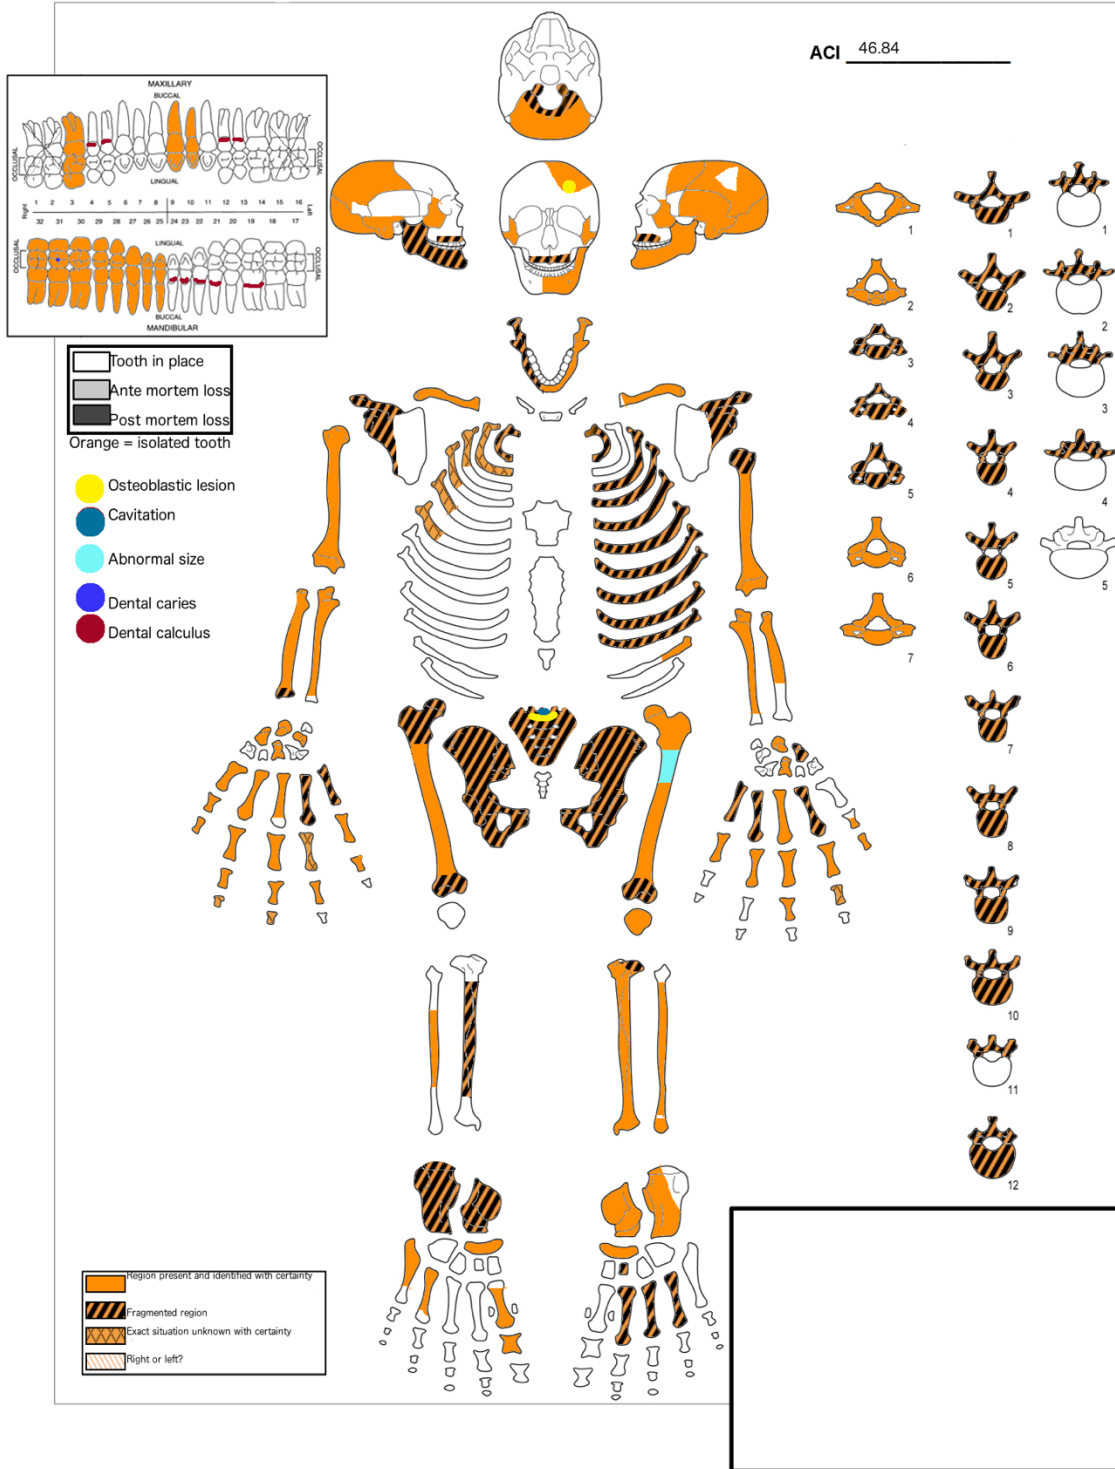 ACI 46.84
MAXILLARY
BUCCAL
OCCLUSAL
OCCLUSAL
LINGUAL
Right
1 2 3 4 5 6 7 8 9 10 11 12 13 14 15 16
Left
32 31 30 29 28 27 26 25 24 23 22 21 20 19 18 17
LINGUAL
OCCLUSAL
OCCLUSAL
BUCCAL
MANDIBULAR
Tooth in place
Ante mortem loss
Post mortem loss
Orange = isolated tooth
Osteoblastic lesion
Cavitation
Abnormal size
Dental caries
Dental calculus
1
2
3
4
5
6
7
1
2
3
4
5
6
7
8
9
10
11
12
1
2
3
4
5
Region present and identified with certainty
Fragmented region
Exact situation unknown with certainty
Right or left?